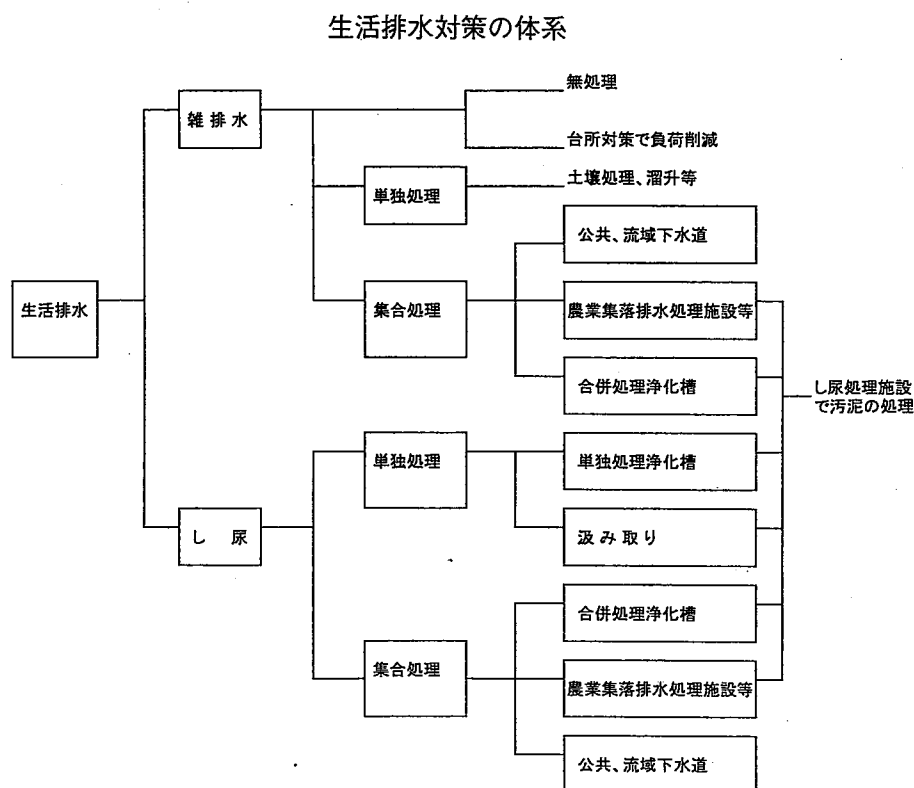 生活排水対策の体系
無処理
雑排水
台所対策で負荷削減
土壌処理、溜升等
単独処理
公共、流域下水道
生活排水
集合処理
農業集落排水処理施設等
合併処理浄化槽
し尿処理施設
で汚泥の処理
単独処理
単独処理浄化槽
し尿
汲み取り
合併処理浄化槽
集合処理
農業集落排水処理施設等
公共、流域下水道